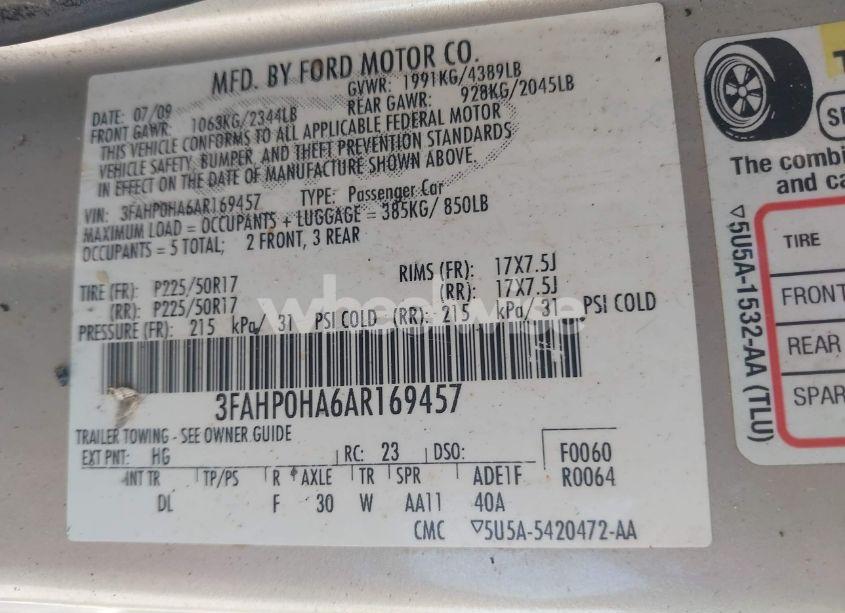 MFD. BY FORD MOTOR CO.
DATE: 07/09 GVWR: 1991KG/4389LB
FRONT GAWR: 1063KG/2344LB REAR GAWR: 928KG/2045LB
THIS VEHICLE CONFORMS TO ALL APPLICABLE FEDERAL MOTOR
VEHICLE SAFETY, BUMPER, AND THEFT PREVENTION STANDARDS
IN EFFECT ON THE DATE OF MANUFACTURE SHOWN ABOVE.
VIN: 3FAHP0HA6AR169457 TYPE: Passenger Car
MAXIMUM LOAD = OCCUPANTS + LUGGAGE = 385KG/ 850LB
OCCUPANTS = 5 TOTAL; 2 FRONT, 3 REAR
TIRE (FR): P225/50R17 RIMS (FR): 17X7.5J
(RR): P225/50R17 (RR): 17X7.5J
PRESSURE (FR): 215 kPa/ 31 PSI COLD (RR): 215 kPa/31 PSI COLD
wheelwise
3FAHP0HA6AR169457
TRAILER TOWING - SEE OWNER GUIDE
EXT PNT: HG RC: 23 DSO: F0060
INT TR TP/PS R AXLE TR SPR ADE1F R0064
DL F 30 W AA11 40A
CMC ▽5U5A-5420472-AA
The combi
and ca
TIRE
FRONT
REAR
SPAR
▽5U5A-1532-AA (TLU)